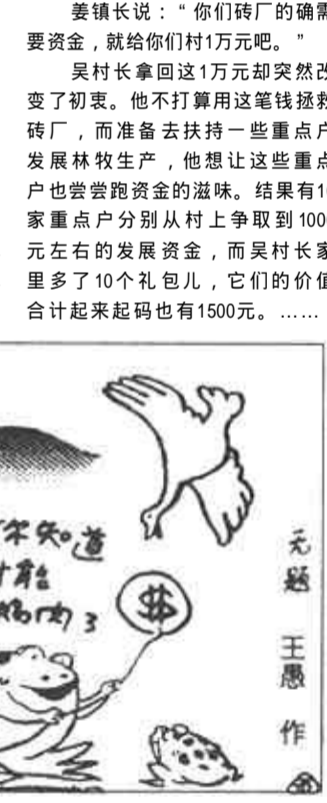 姜镇长说：“你们砖厂的确需
要资金，就给你们村1万元吧。”
吴村长拿回这1万元却突然改
变了初衷。他不打算用这笔钱拯救
砖厂，而准备去扶持一些重点户
发展林牧生产，他想让这些重点
户也尝尝跑资金的滋味。结果有10
家重点户分别从村上争取到1000
元左右的发展资金，而吴村长家
里多了10个礼包儿，它们的价值
合计起来起码也有1500元。……
知道
肉了
$$
无题 王愚 作